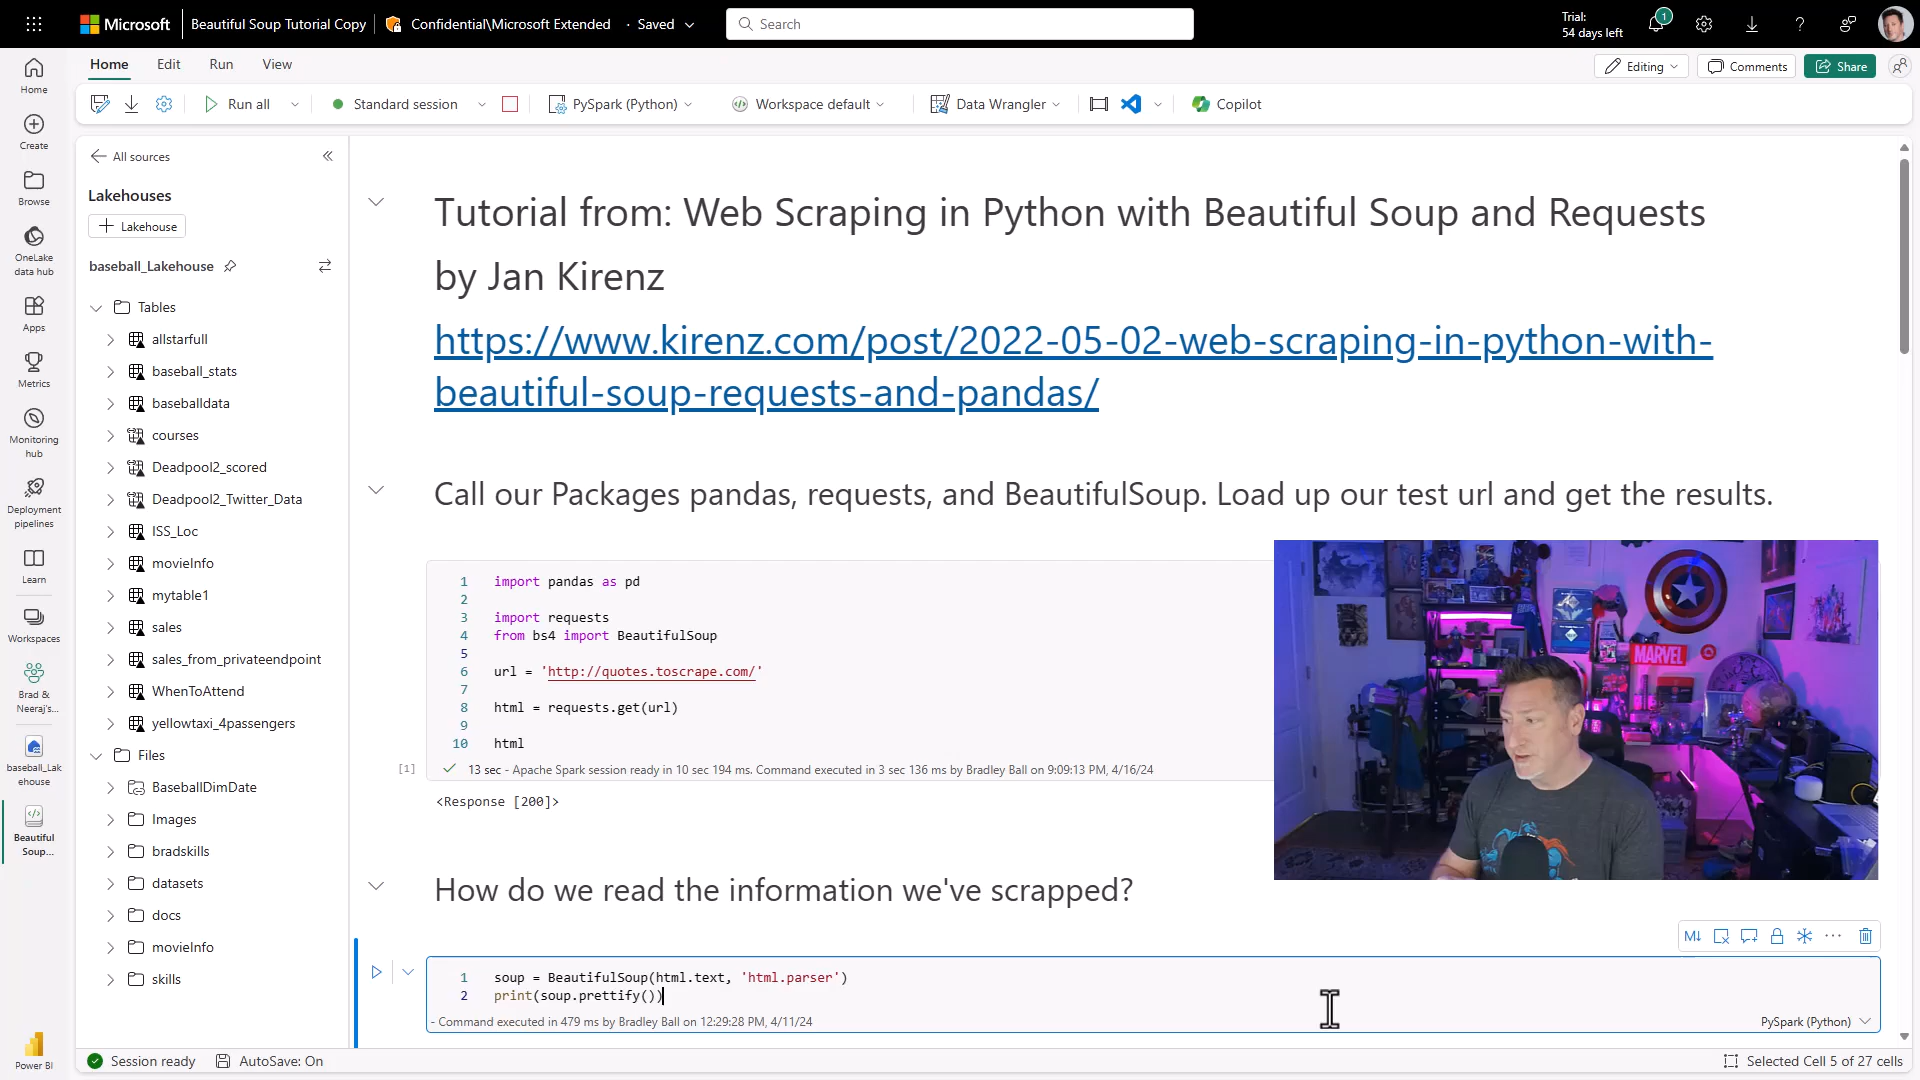 Microsoft
Beautiful Soup Tutorial Copy
Confidential\Microsoft Extended
· Saved
Search
Trial:
54 days left
1
Home
Edit
Run
View
Editing
Comments
Share
Run all
Standard session
PySpark (Python)
Workspace default
Data Wrangler
Copilot
Home
Create
Browse
OneLake
data hub
Apps
Metrics
Monitoring
hub
Deployment
pipelines
Learn
Workspaces
Brad &
Neeraj's...
baseball_Lak
ehouse
Beautiful
Soup...
Power BI
All sources
Lakehouses
Lakehouse
baseball_Lakehouse
Tables
allstarfull
baseball_stats
baseballdata
courses
Deadpool2_scored
Deadpool2_Twitter_Data
ISS_Loc
movieInfo
mytable1
sales
sales_from_privateendpoint
WhenToAttend
yellowtaxi_4passengers
Files
BaseballDimDate
Images
bradskills
datasets
docs
movieInfo
skills
Tutorial from: Web Scraping in Python with Beautiful Soup and Requests
by Jan Kirenz
https://www.kirenz.com/post/2022-05-02-web-scraping-in-python-with-
beautiful-soup-requests-and-pandas/
Call our Packages pandas, requests, and BeautifulSoup. Load up our test url and get the results.
1 import pandas as pd
2
3 import requests
4 from bs4 import BeautifulSoup
5
6 url = 'http://quotes.toscrape.com/'
7
8 html = requests.get(url)
9
10 html
[1] 13 sec - Apache Spark session ready in 10 sec 194 ms. Command executed in 3 sec 136 ms by Bradley Ball on 9:09:13 PM, 4/16/24
<Response [200]>
MARVEL
How do we read the information we've scrapped?
M↓
1 soup = BeautifulSoup(html.text, 'html.parser')
2 print(soup.prettify())
- Command executed in 479 ms by Bradley Ball on 12:29:28 PM, 4/11/24
PySpark (Python)
Session ready
AutoSave: On
Selected Cell 5 of 27 cells